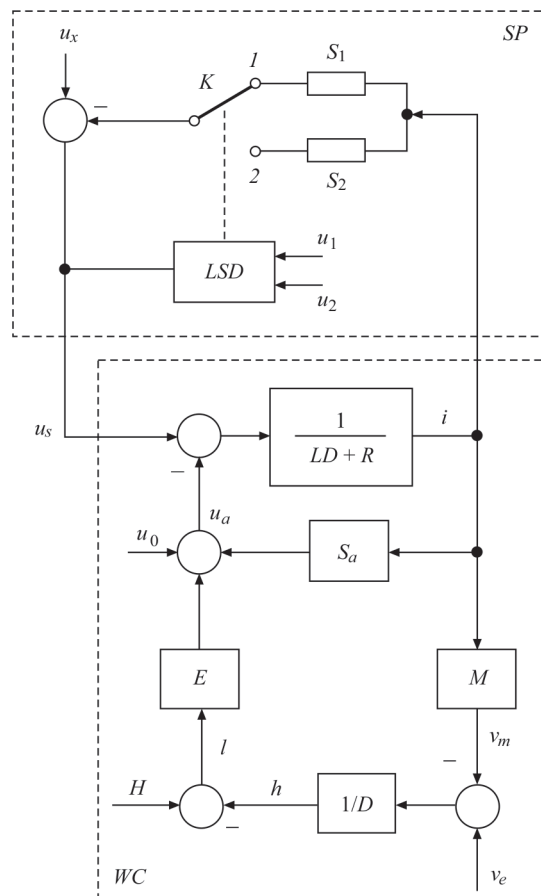 u_x
SP
1
S_1
K
−
2
S_2
LSD
u_1
u_2
u_s
1
LD + R
i
−
u_a
u_0
S_a
E
M
l
v_m
−
H
h
1/D
−
WC
v_e